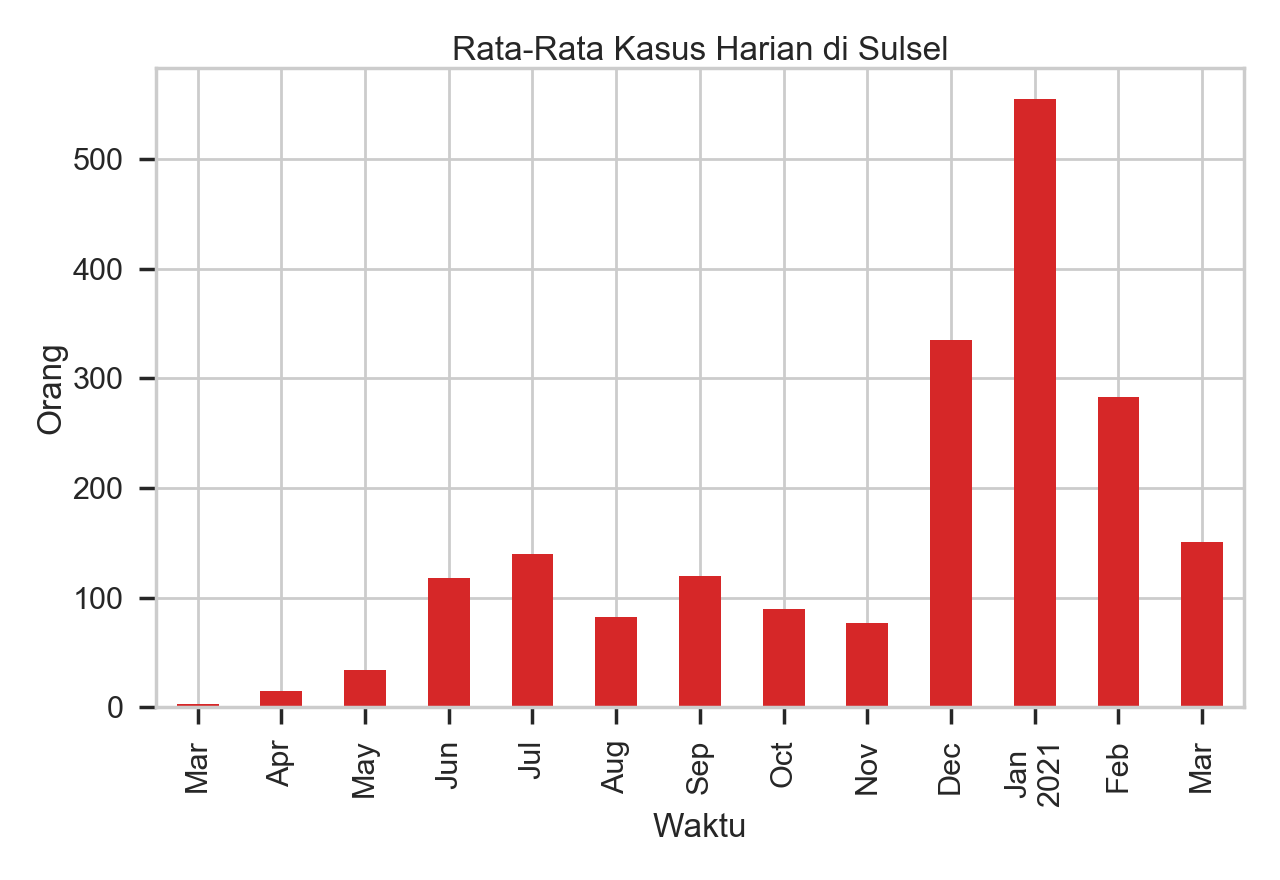 Rata-Rata Kasus Harian di Sulsel
500
400
300
200
100
0
Orang
Mar
Apr
May
Jun
Jul
Aug
Sep
Oct
Nov
Dec
Jan
2021
Feb
Mar
Waktu